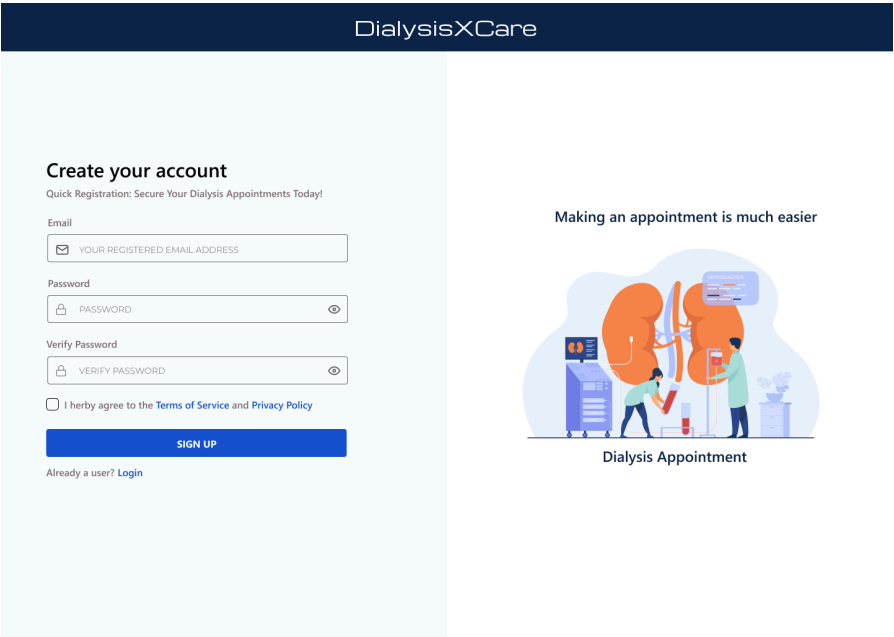 DialysisXCare
Create your account
Quick Registration: Secure Your Dialysis Appointments Today!
Email
YOUR REGISTERED EMAIL ADDRESS
Password
PASSWORD
Verify Password
VERIFY PASSWORD
I herby agree to the Terms of Service and Privacy Policy
SIGN UP
Already a user? Login
Making an appointment is much easier
HEMODIALYSIS
Dialysis Appointment